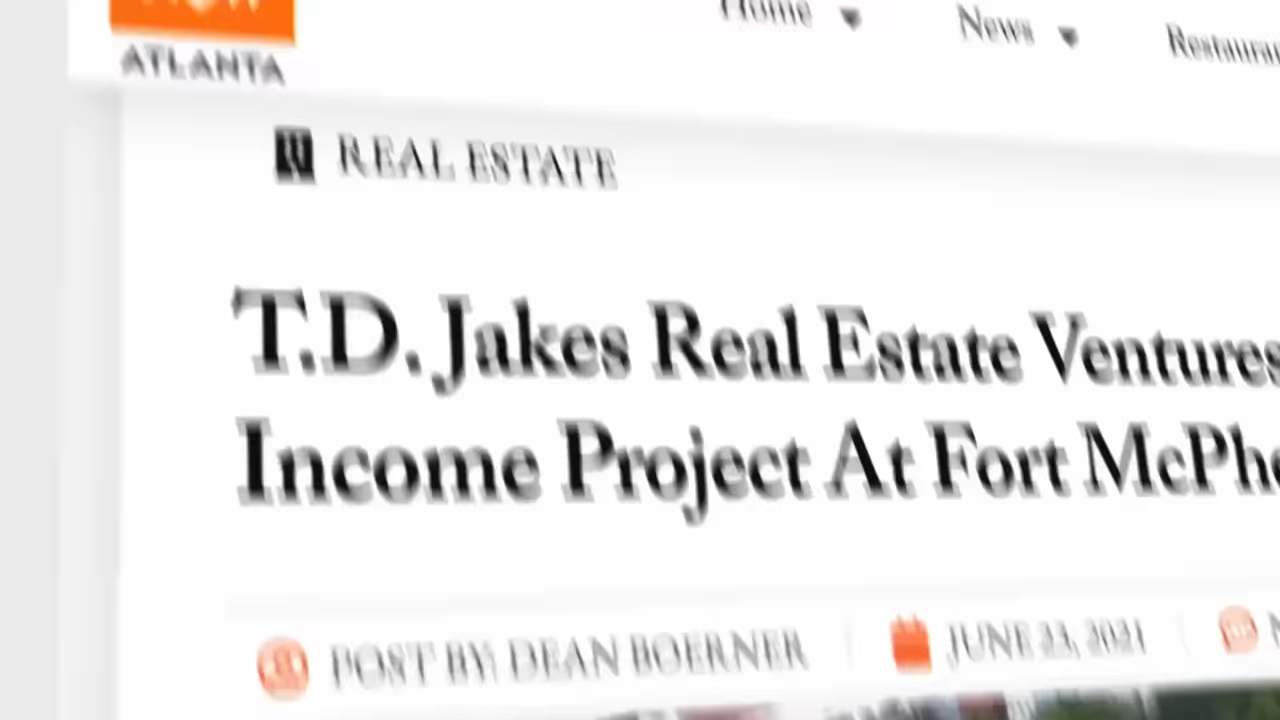 Home
News
ATLANTA
REAL ESTATE
T.D. Jakes Real Estate Ventures
Income Project At Fort McPhe
POST BY: DEAN BOERNER
JUNE 23, 2021